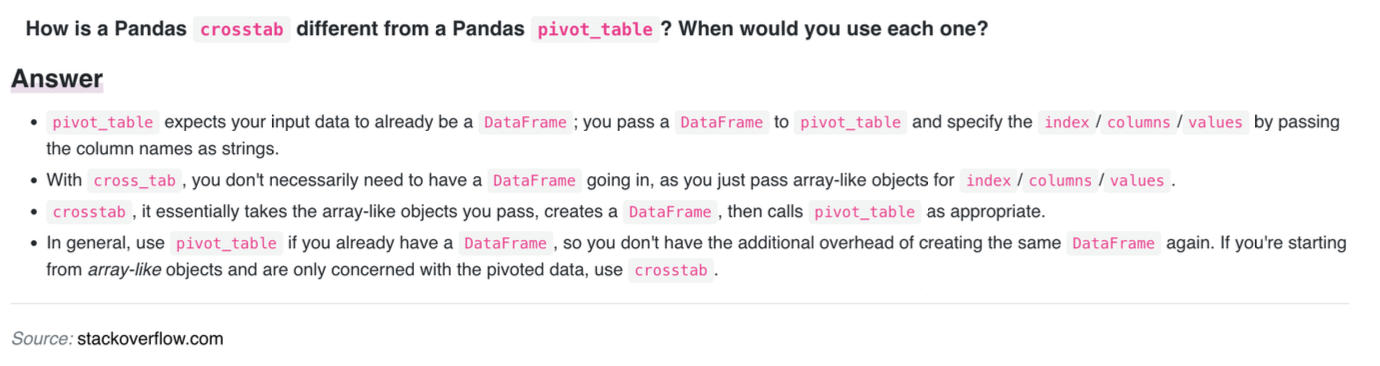 How is a Pandas crosstab different from a Pandas pivot_table ? When would you use each one?
Answer
• pivot_table expects your input data to already be a DataFrame ; you pass a DataFrame to pivot_table and specify the index / columns / values by passing
the column names as strings.
• With cross_tab , you don't necessarily need to have a DataFrame going in, as you just pass array-like objects for index / columns / values .
• crosstab , it essentially takes the array-like objects you pass, creates a DataFrame , then calls pivot_table as appropriate.
• In general, use pivot_table if you already have a DataFrame , so you don't have the additional overhead of creating the same DataFrame again. If you're starting
from array-like objects and are only concerned with the pivoted data, use crosstab .
Source: stackoverflow.com